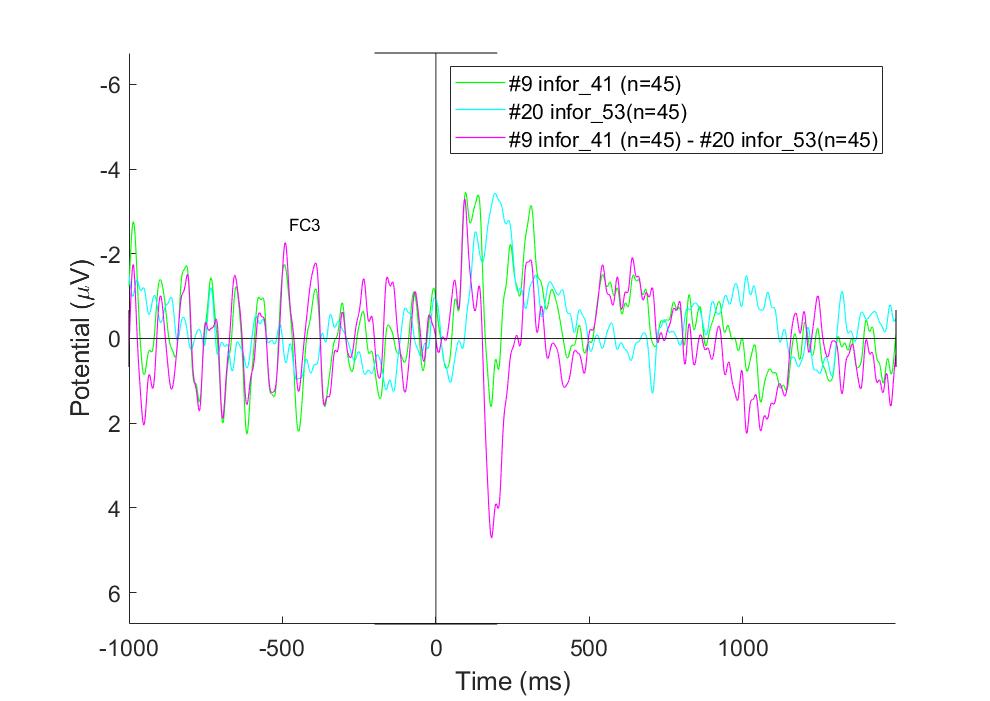 #9 infor_41 (n=45)
#20 infor_53(n=45)
#9 infor_41 (n=45) - #20 infor_53(n=45)
FC3
Potential (μV)
-6
-4
-2
0
2
4
6
-1000 -500 0 500 1000
Time (ms)